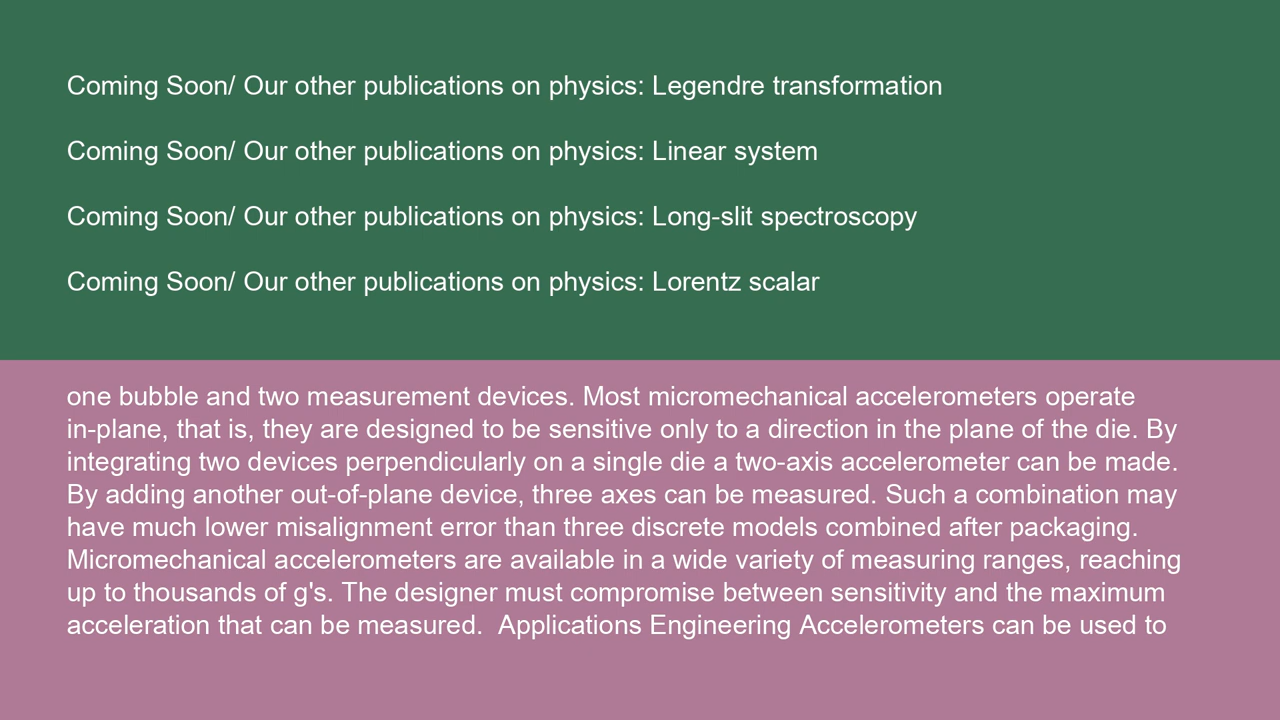 Coming Soon/ Our other publications on physics: Legendre transformation
Coming Soon/ Our other publications on physics: Linear system
Coming Soon/ Our other publications on physics: Long-slit spectroscopy
Coming Soon/ Our other publications on physics: Lorentz scalar
one bubble and two measurement devices. Most micromechanical accelerometers operate
in-plane, that is, they are designed to be sensitive only to a direction in the plane of the die. By
integrating two devices perpendicularly on a single die a two-axis accelerometer can be made.
By adding another out-of-plane device, three axes can be measured. Such a combination may
have much lower misalignment error than three discrete models combined after packaging.
Micromechanical accelerometers are available in a wide variety of measuring ranges, reaching
up to thousands of g's. The designer must compromise between sensitivity and the maximum
acceleration that can be measured.  Applications Engineering Accelerometers can be used to